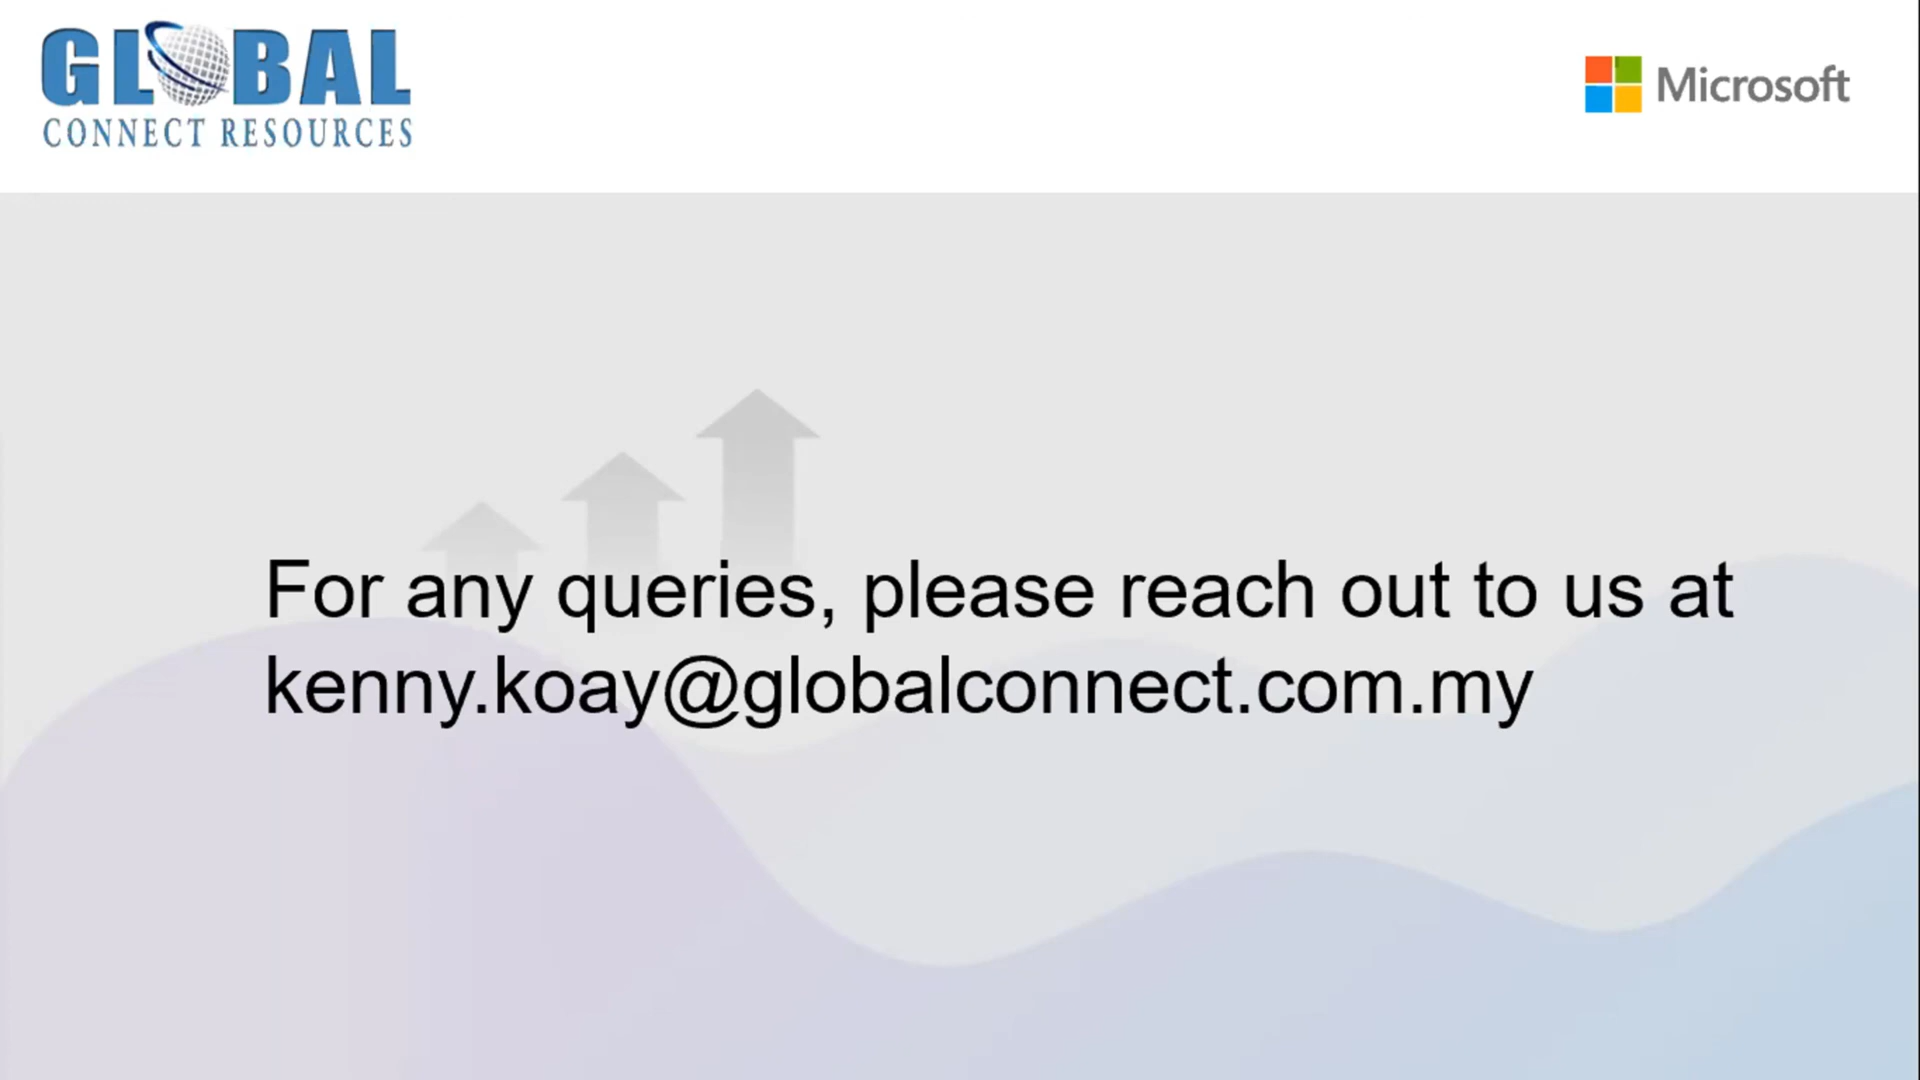 GLOBAL
CONNECT RESOURCES
Microsoft
For any queries, please reach out to us at
kenny.koay@globalconnect.com.my